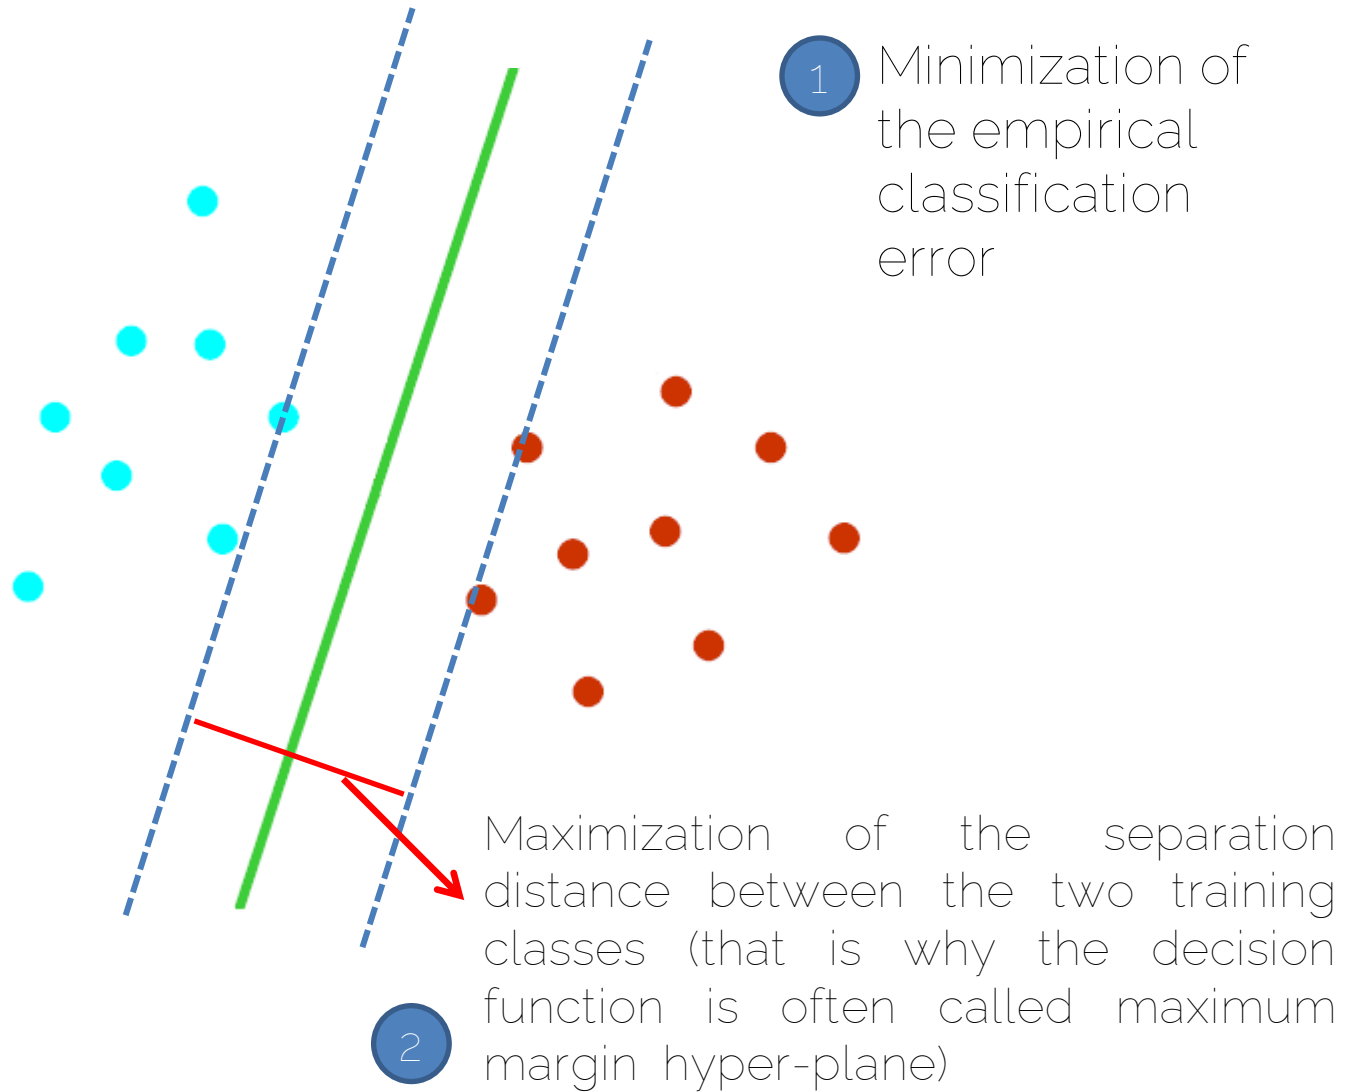 1
Minimization of
the empirical
classification
error
Maximization of the separation
distance between the two training
classes (that is why the decision
function is often called maximum
margin hyper-plane)
2